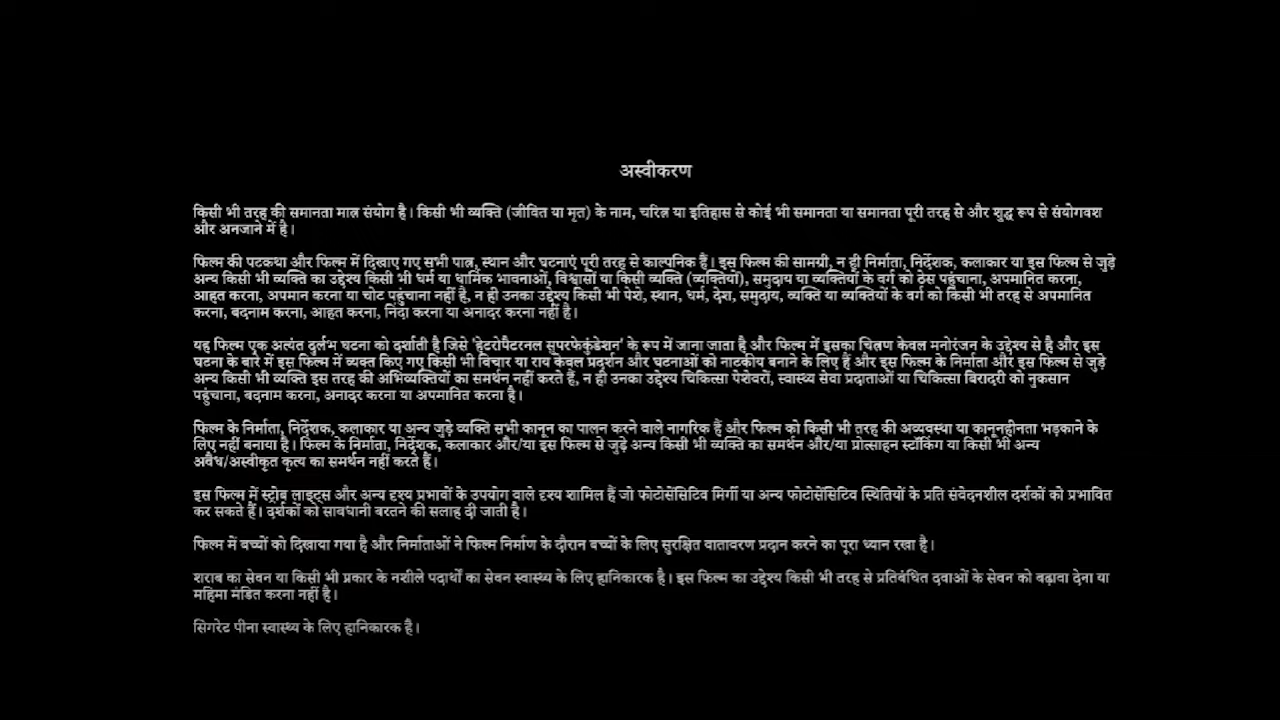 अस्वीकरण
किसी भी तरह की समानता मात्र संयोग है। किसी भी व्यक्ति (जीवित या मृत) के नाम, चरित्र या इतिहास से कोई भी समानता या समानता पूरी तरह से और शुद्ध रूप से संयोगवश
और अनजाने में है।
फिल्म की पटकथा और फिल्म में दिखाए गए सभी पात्र, स्थान और घटनाएं पूरी तरह से काल्पनिक हैं। इस फिल्म की सामग्री, न ही निर्माता, निर्देशक, कलाकार या इस फिल्म से जुड़े
अन्य किसी भी व्यक्ति का उद्देश्य किसी भी धर्म या धार्मिक भावनाओं, विश्वासों या किसी व्यक्ति (व्यक्तियों), समुदाय या व्यक्तियों के वर्ग को ठेस पहुंचाना, अपमानित करना,
आहत करना, अपमान करना या चोट पहुंचाना नहीं है, न ही उनका उद्देश्य किसी भी पेशे, स्थान, धर्म, देश, समुदाय, व्यक्ति या व्यक्तियों के वर्ग को किसी भी तरह से अपमानित
करना, बदनाम करना, आहत करना, निंदा करना या अनादर करना नहीं है।
यह फिल्म एक अत्यंत दुर्लभ घटना को दर्शाती है जिसे 'हेटरोपैटरनल सुपरफेकुंडेशन' के रूप में जाना जाता है और फिल्म में इसका चित्रण केवल मनोरंजन के उद्देश्य से है और इस
घटना के बारे में इस फिल्म में व्यक्त किए गए किसी भी विचार या राय केवल प्रदर्शन और घटनाओं को नाटकीय बनाने के लिए हैं और इस फिल्म के निर्माता और इस फिल्म से जुड़े
अन्य किसी भी व्यक्ति इस तरह की अभिव्यक्तियों का समर्थन नहीं करते हैं, न ही उनका उद्देश्य चिकित्सा पेशेवरों, स्वास्थ्य सेवा प्रदाताओं या चिकित्सा बिरादरी को नुकसान
पहुंचाना, बदनाम करना, अनादर करना या अपमानित करना है।
फिल्म के निर्माता, निर्देशक, कलाकार या अन्य जुड़े व्यक्ति सभी कानून का पालन करने वाले नागरिक हैं और फिल्म को किसी भी तरह की अव्यवस्था या कानूनहीनता भड़काने के
लिए नहीं बनाया है। फिल्म के निर्माता, निर्देशक, कलाकार और/या इस फिल्म से जुड़े अन्य किसी भी व्यक्ति का समर्थन और/या प्रोत्साहन स्टॉकिंग या किसी भी अन्य
अवैध/अस्वीकृत कृत्य का समर्थन नहीं करते हैं।
इस फिल्म में स्ट्रोब लाइट्स और अन्य दृश्य प्रभावों के उपयोग वाले दृश्य शामिल हैं जो फोटोसेंसिटिव मिर्गी या अन्य फोटोसेंसिटिव स्थितियों के प्रति संवेदनशील दर्शकों को प्रभावित
कर सकते हैं। दर्शकों को सावधानी बरतने की सलाह दी जाती है।
फिल्म में बच्चों को दिखाया गया है और निर्माताओं ने फिल्म निर्माण के दौरान बच्चों के लिए सुरक्षित वातावरण प्रदान करने का पूरा ध्यान रखा है।
शराब का सेवन या किसी भी प्रकार के नशीले पदार्थों का सेवन स्वास्थ्य के लिए हानिकारक है। इस फिल्म का उद्देश्य किसी भी तरह से प्रतिबंधित दवाओं के सेवन को बढ़ावा देना या
महिमा मंडित करना नहीं है।
सिगरेट पीना स्वास्थ्य के लिए हानिकारक है।